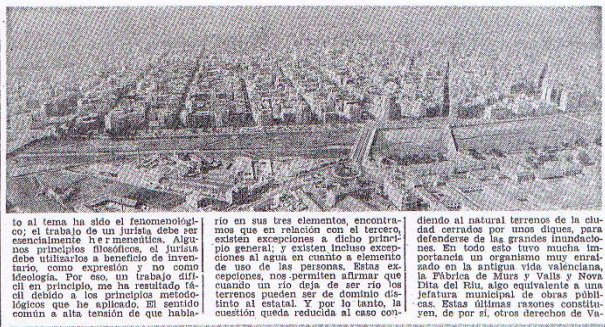 to al tema ha sido el fenomenológi-
co; el trabajo de un jurista debe ser
esencialmente hermenéutica. Algu-
nos principios filosóficos, el jurista
debe utilizarlos a beneficio de inven-
tario, como expresión y no como
ideología. Por eso, un trabajo difí-
cil en principio, me ha resultado fá-
cil debido a los principios metodo-
lógicos que he aplicado. El sentido
común a alta tensión de que habla-
río en sus tres elementos, encontra-
mos que en relación con el tercero,
existen excepciones a dicho princi-
pio general; y existen incluso excep-
ciones al agua en cuanto a elemento
de uso de las personas. Estas ex-
cepciones, nos permiten afirmar que
cuando un río deja de ser río los
terrenos pueden ser de dominio dis-
tinto al estatal. Y por lo tanto, la
cuestión queda reducida al caso con-
diendo al natural terrenos de la ciu-
dad cerrados por unos diques, para
defenderse de las grandes inundacio-
nes. En todo esto tuvo mucha im-
portancia un organismo muy enrai-
zado en la antigua vida valenciana,
la Fábrica de Murs y Valls y Nova
Dita del Riu, algo equivalente a una
jefatura municipal de obras públi-
cas. Estas últimas razones constitu-
yen, de por sí, otros derechos de Va-